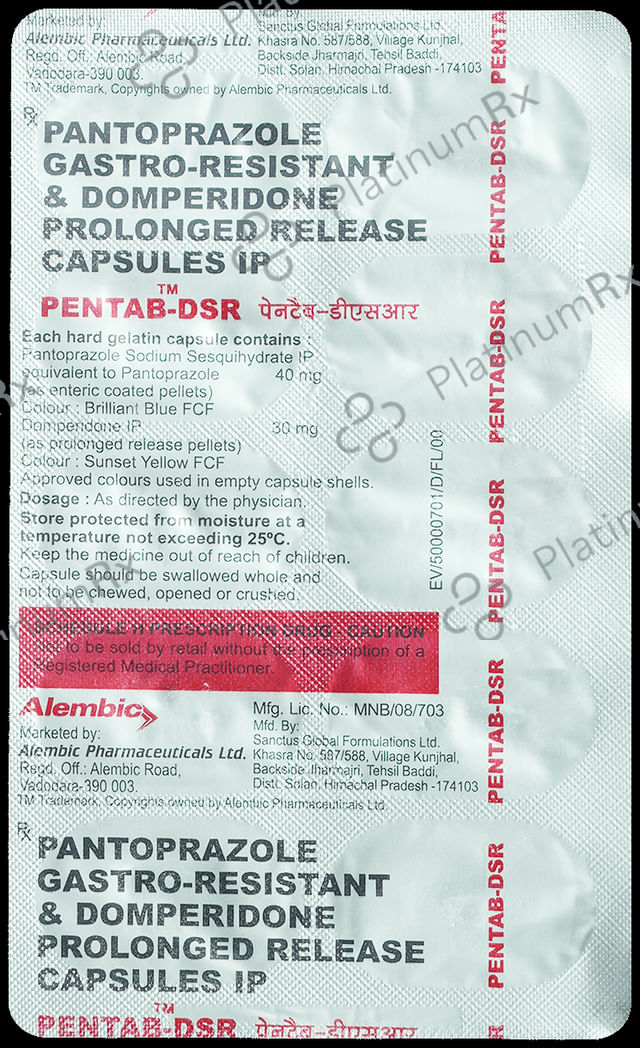 Marketed by:
Alembic Pharmaceuticals Ltd.
Regd. Off.: Alembic Road,
Vadodara-390 003.
TM Trademark, Copyrights owned by Alembic Pharmaceuticals Ltd.
Mfd. By:
Sanctus Global Formulations Ltd.
Khasra No. 587/588, Village Kunjhal,
Backside Jharmajri, Tehsil Baddi,
Distt. Solan, Himachal Pradesh -174103
Rx
PANTOPRAZOLE
GASTRO-RESISTANT
& DOMPERIDONE
PROLONGED RELEASE
CAPSULES IP
PENTAB-DSR™ पेनटैब-डीएसआर
Each hard gelatin capsule contains :
Pantoprazole Sodium Sesquihydrate IP
equivalent to Pantoprazole 40 mg
(as enteric coated pellets)
Colour : Brilliant Blue FCF
Domperidone IP 30 mg
(as prolonged release pellets)
Colour : Sunset Yellow FCF
Approved colours used in empty capsule shells.
Dosage : As directed by the physician.
Store protected from moisture at a
temperature not exceeding 25ºC.
Keep the medicine out of reach of children.
Capsule should be swallowed whole and
not to be chewed, opened or crushed.
EV/50000701/D/FL/00
SCHEDULE H PRESCRIPTION DRUG - CAUTION
Not to be sold by retail without the prescription of a
Registered Medical Practitioner.
Alembic
Marketed by:
Alembic Pharmaceuticals Ltd.
Regd. Off.: Alembic Road,
Vadodara-390 003.
TM Trademark, Copyrights owned by Alembic Pharmaceuticals Ltd.
Mfg. Lic. No.: MNB/08/703
Mfd. By:
Sanctus Global Formulations Ltd.
Khasra No. 587/588, Village Kunjhal,
Backside Jharmajri, Tehsil Baddi,
Distt. Solan, Himachal Pradesh -174103
Rx
PANTOPRAZOLE
GASTRO-RESISTANT
& DOMPERIDONE
PROLONGED RELEASE
CAPSULES IP
PENTAB-DSR™ पेनटैब-डीएसआर
PENTA
PENTAB-DSR
PENTAB-DSR
PENTAB-DSR
PENTAB-DSR
PENTAB-DSR
R
PlatinumRx
PlatinumRx
PlatinumRx
PlatinumRx